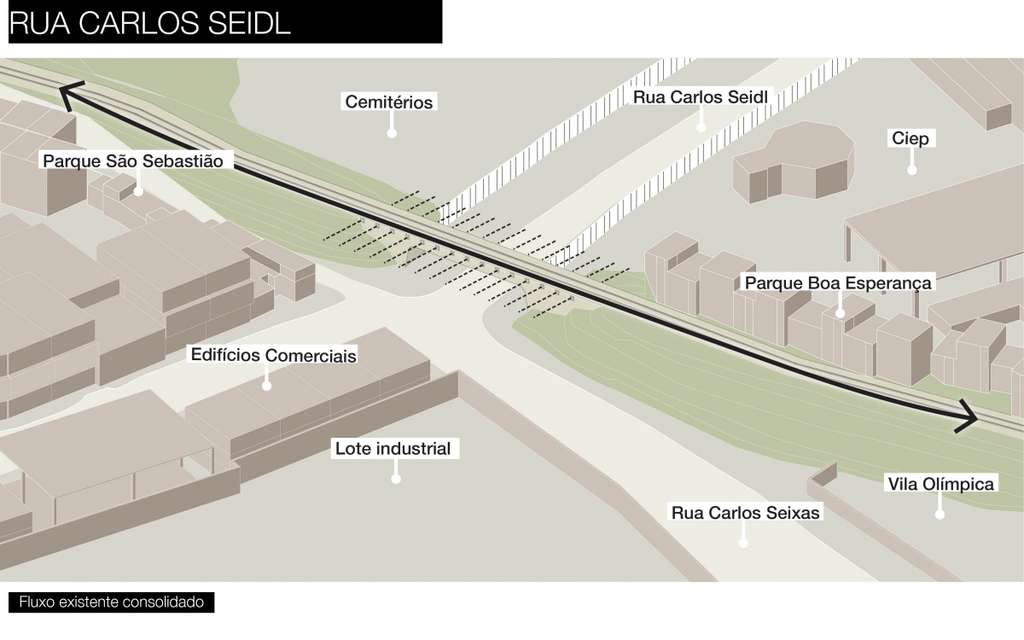 RUA CARLOS SEIDL
Cemitérios
Rua Carlos Seidl
Ciep
Parque São Sebastião
Parque Boa Esperança
Edifícios Comerciais
Lote industrial
Vila Olímpica
Rua Carlos Seixas
Fluxo existente consolidado